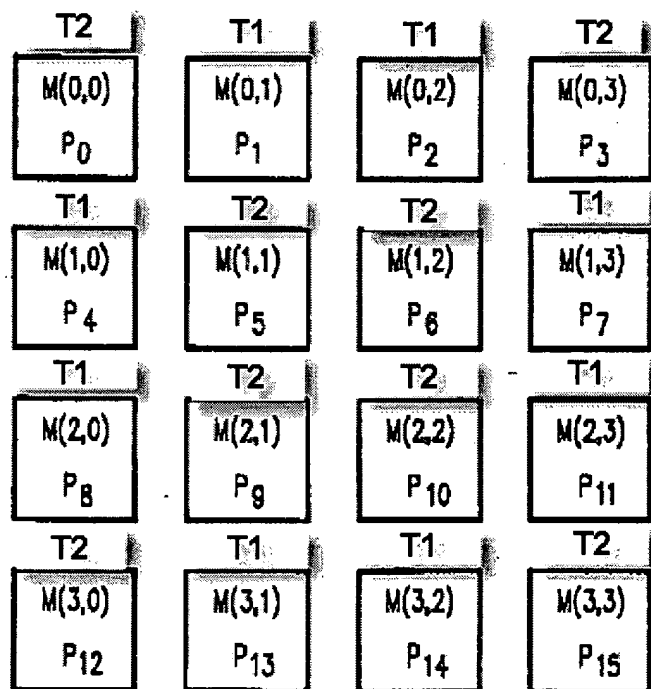 T2 T1 T1 T2
M(0,0) M(0,1) M(0,2) M(0,3)
P0 P1 P2 P3
T1 T2 T2 T1
M(1,0) M(1,1) M(1,2) M(1,3)
P4 P5 P6 P7
T1 T2 T2 T1
M(2,0) M(2,1) M(2,2) M(2,3)
P8 P9 P10 P11
T2 T1 T1 T2
M(3,0) M(3,1) M(3,2) M(3,3)
P12 P13 P14 P15